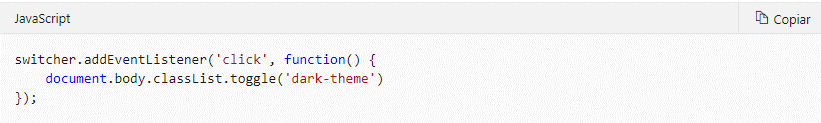 JavaScript
Copiar
switcher.addEventListener('click', function() {
    document.body.classList.toggle('dark-theme')
});